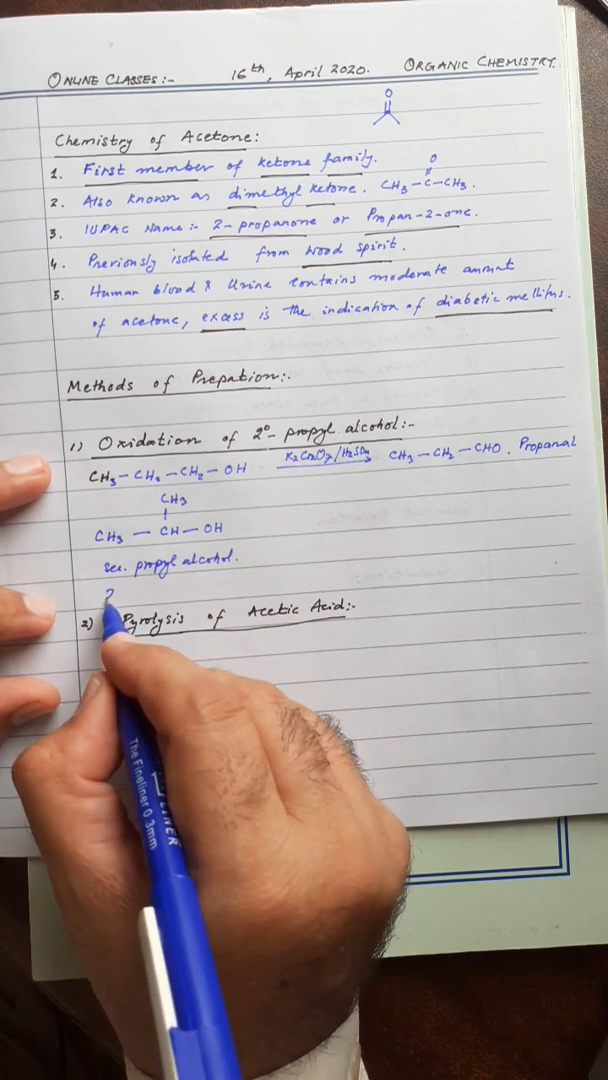 ONLINE CLASSES:- 16th, April 2020. ORGANIC CHEMISTRY.
O
Chemistry of Acetone:
1. First member of ketone family.
O
2. Also known as dimethyl ketone. CH3-C-CH3.
3. IUPAC Name:- 2-propanone or Propan-2-one.
4. Previously isolated from wood spirit.
5. Human blood & Urine contains moderate ammat
of acetone, excess is the indication of diabetic mellitus.
Methods of Prepation:-
1) Oxidation of 2°- propyl alcohol:-
CH3-CH2-CH2-OH K2Cr2O7/H2SO4 CH3-CH2-CHO. Propanal
CH3
CH3-CH-OH
sec. propyl alcohol.
2
2) Pyrolysis of Acetic Acid:-
The Fineliner 0.3mm